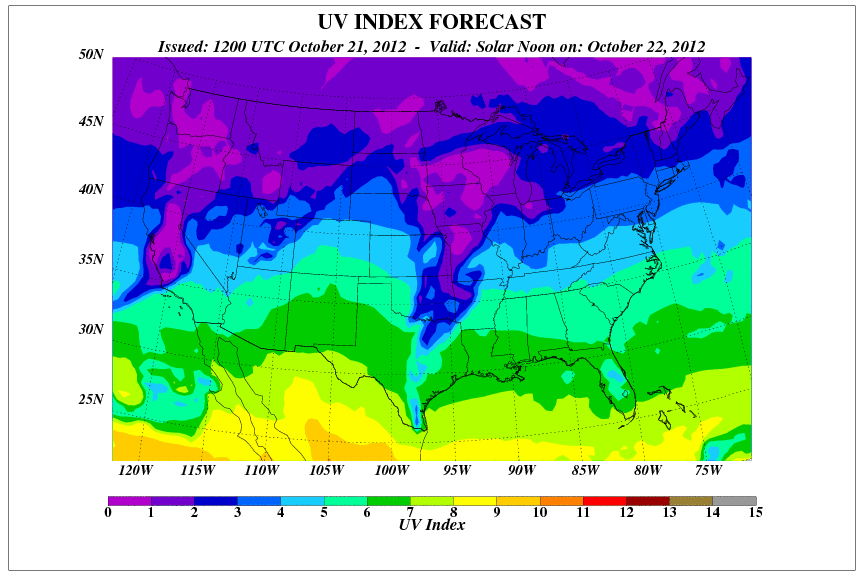 UV INDEX FORECAST
Issued: 1200 UTC October 21, 2012 - Valid: Solar Noon on: October 22, 2012
50N
45N
40N
35N
30N
25N
120W 115W 110W 105W 100W 95W 90W 85W 80W 75W
0 1 2 3 4 5 6 7 8 9 10 11 12 13 14 15
UV Index